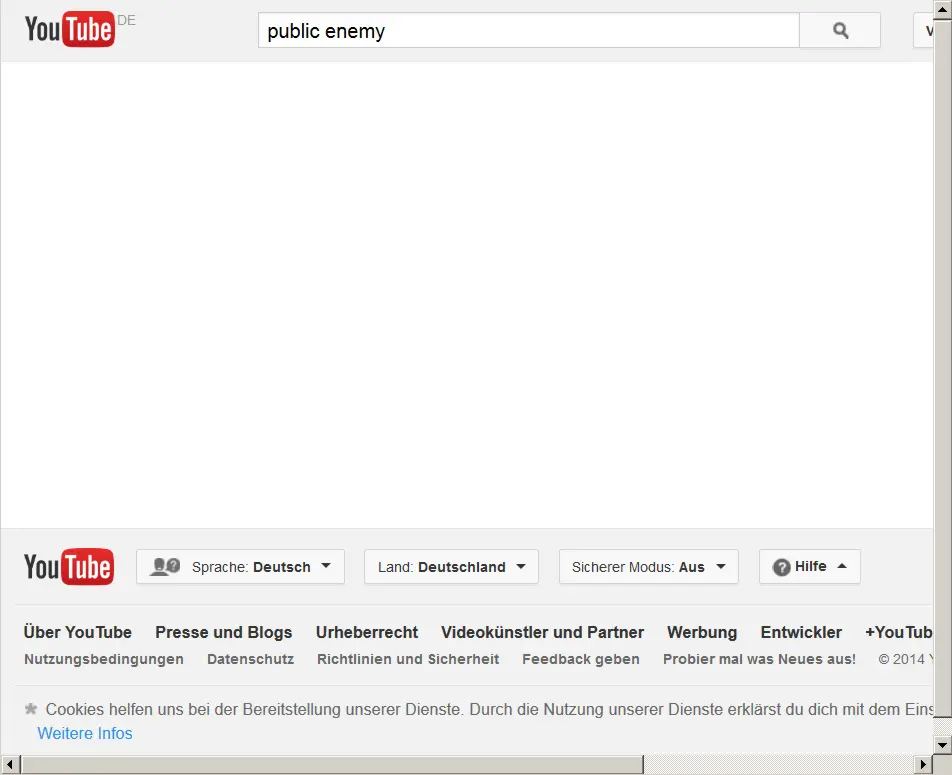 YouTube DE
public enemy
YouTube
Sprache: Deutsch
Land: Deutschland
Sicherer Modus: Aus
Hilfe
Über YouTube Presse und Blogs Urheberrecht Videokünstler und Partner Werbung Entwickler +YouTub
Nutzungsbedingungen Datenschutz Richtlinien und Sicherheit Feedback geben Probier mal was Neues aus! © 2014
Cookies helfen uns bei der Bereitstellung unserer Dienste. Durch die Nutzung unserer Dienste erklärst du dich mit dem Eins
Weitere Infos